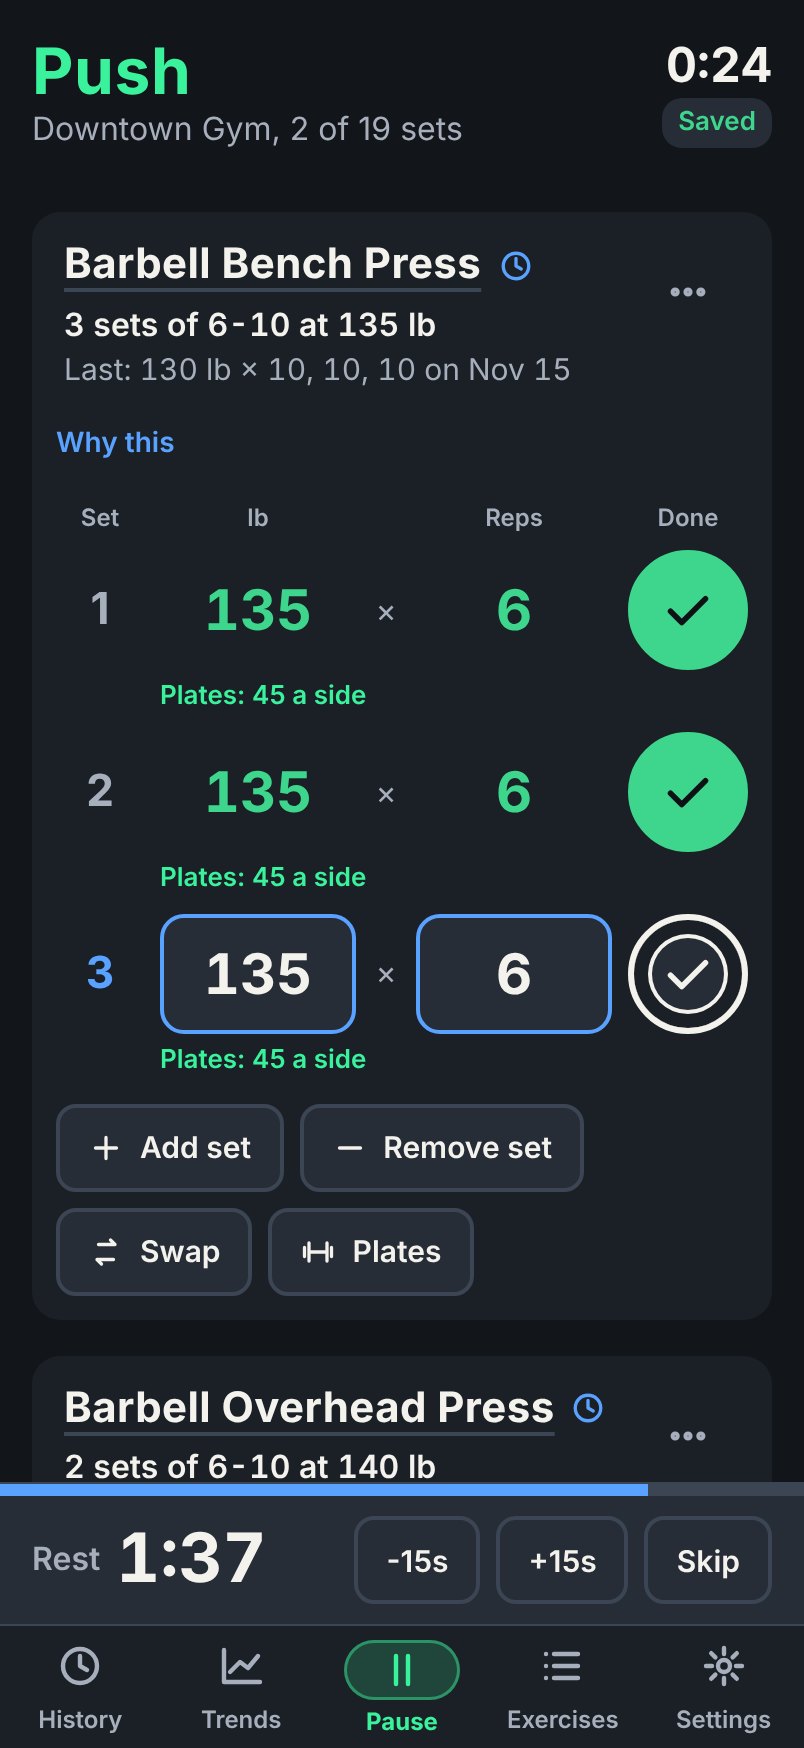 Push
0:24
Downtown Gym, 2 of 19 sets
Saved
Barbell Bench Press
3 sets of 6-10 at 135 lb
Last: 130 lb × 10, 10, 10 on Nov 15
Why this
Set lb Reps Done
1 135 × 6
Plates: 45 a side
2 135 × 6
Plates: 45 a side
3 135 × 6
Plates: 45 a side
Add set Remove set
Swap Plates
Barbell Overhead Press
2 sets of 6-10 at 140 lb
Rest 1:37 -15s +15s Skip
History Trends Pause Exercises Settings